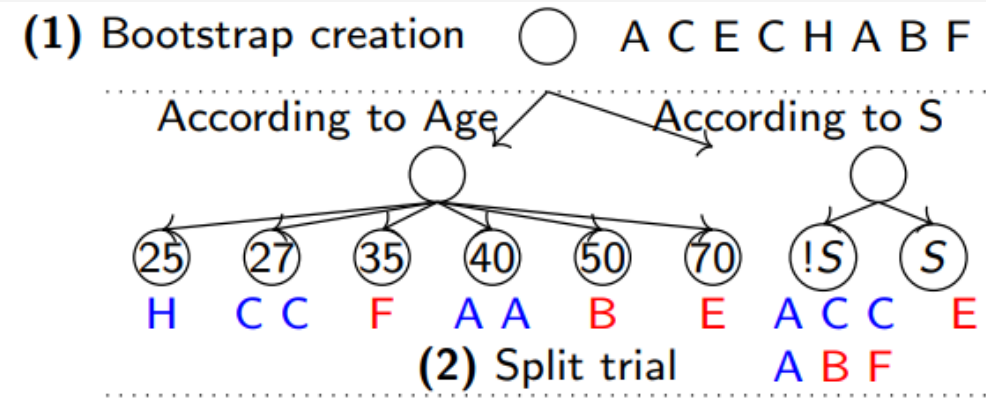 (1) Bootstrap creation A C E C H A B F
According to Age According to S
25 27 35 40 50 70 !S S
H C C F A A B E A C C E
(2) Split trial A B F